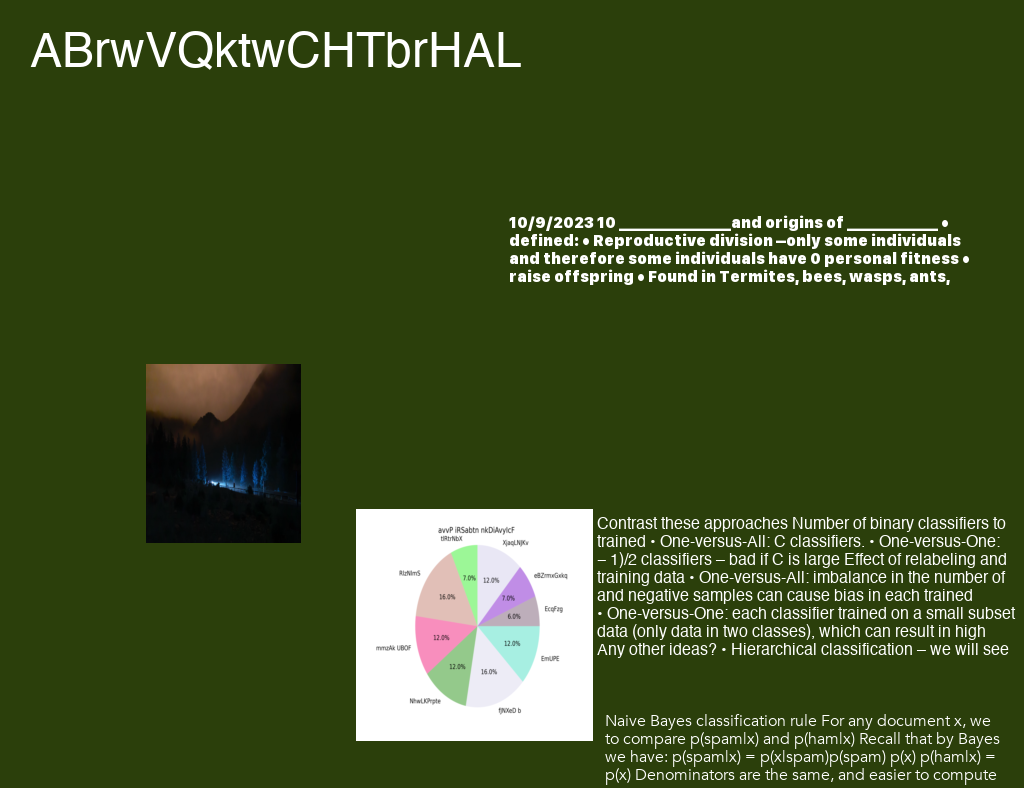 ABrwVQktwCHTbrHAL
10/9/2023 10 ______________and origins of ___________ •
defined: • Reproductive division –only some individuals
and therefore some individuals have 0 personal fitness •
raise offspring • Found in Termites, bees, wasps, ants,
avvP iRSabtn nkDiAvyIcF
tIRtrNbX
XjaqLNJKv
RIzNImS
eBZrmxGxkq
7.0%
12.0%
7.0%
16.0%
EcqFzg
6.0%
12.0%
12.0%
mmzAk UBOF
EmUPE
12.0%
16.0%
NhwLKPrpte
fJNXeD b
Contrast these approaches Number of binary classifiers to
trained • One-versus-All: C classifiers. • One-versus-One:
– 1)/2 classifiers – bad if C is large Effect of relabeling and
training data • One-versus-All: imbalance in the number of
and negative samples can cause bias in each trained
• One-versus-One: each classifier trained on a small subset
data (only data in two classes), which can result in high
Any other ideas? • Hierarchical classification – we will see
Naive Bayes classification rule For any document x, we
to compare p(spam|x) and p(ham|x) Recall that by Bayes
we have: p(spam|x) = p(x|spam)p(spam) p(x) p(ham|x) =
p(x) Denominators are the same, and easier to compute